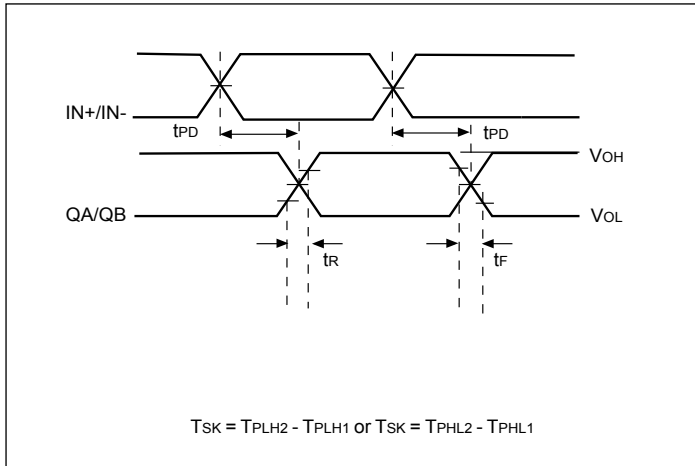 IN+/IN-
tPD
tPD
VOH
QA/QB
VOL
tR
tF
TSK = TPLH2 - TPLH1 or TSK = TPHL2 - TPHL1